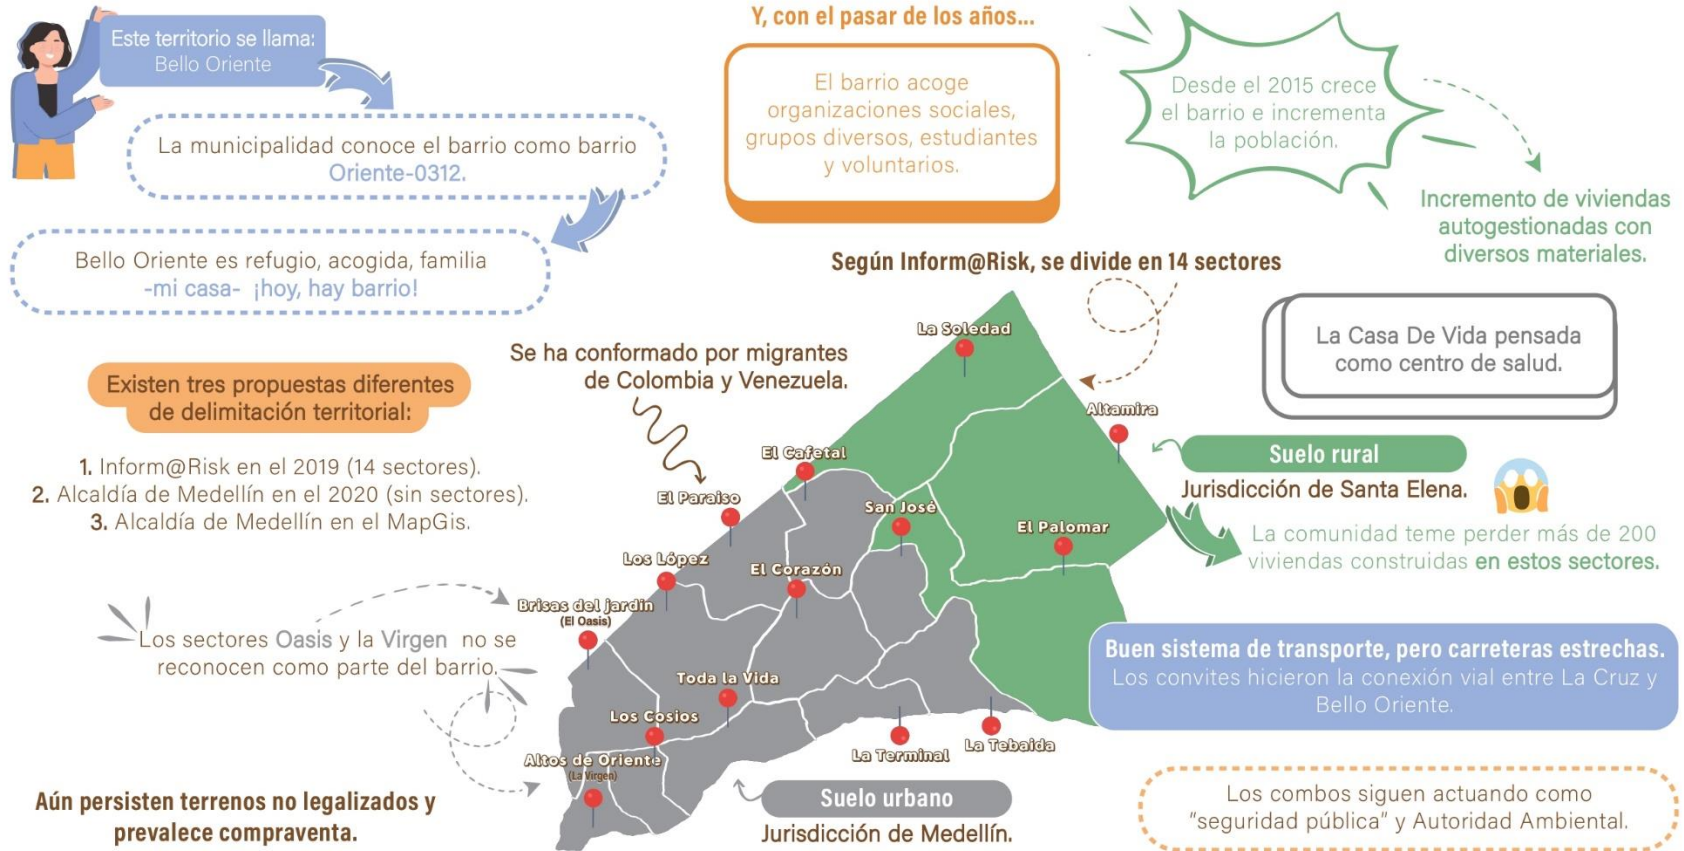 Este territorio se llama:
Bello Oriente
La municipalidad conoce el barrio como barrio
Oriente-0312.
Bello Oriente es refugio, acogida, familia
-mi casa- ¡hoy, hay barrio!
Y, con el pasar de los años...
El barrio acoge
organizaciones sociales,
grupos diversos, estudiantes
y voluntarios.
Desde el 2015 crece
el barrio e incrementa
la población.
Incremento de viviendas
autogestionadas con
diversos materiales.
Según Inform@Risk, se divide en 14 sectores
La Casa De Vida pensada
como centro de salud.
Se ha conformado por migrantes
de Colombia y Venezuela.
Existen tres propuestas diferentes
de delimitación territorial:
1. Inform@Risk en el 2019 (14 sectores).
2. Alcaldía de Medellín en el 2020 (sin sectores).
3. Alcaldía de Medellín en el MapGis.
La Soledad
Altamira
El Cafetal
El Paraiso
San José
El Palomar
Los López
El Corazón
Brisas del jardín
(El Oasis)
Toda la Vida
Los Cosios
Altos de Oriente
(La Virgen)
La Terminal
La Tebaida
Suelo rural
Jurisdicción de Santa Elena.
La comunidad teme perder más de 200
viviendas construidas en estos sectores.
Los sectores Oasis y la Virgen no se
reconocen como parte del barrio.
Buen sistema de transporte, pero carreteras estrechas.
Los convites hicieron la conexión vial entre La Cruz y
Bello Oriente.
Aún persisten terrenos no legalizados y
prevalece compraventa.
Suelo urbano
Jurisdicción de Medellín.
Los combos siguen actuando como
"seguridad pública" y Autoridad Ambiental.